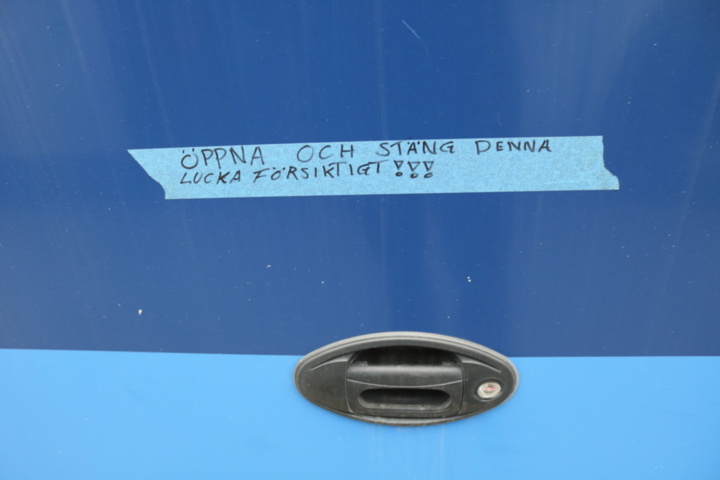 ÖPPNA OCH STÄNG DENNA
LUCKA FÖRSIKTIGT!!!